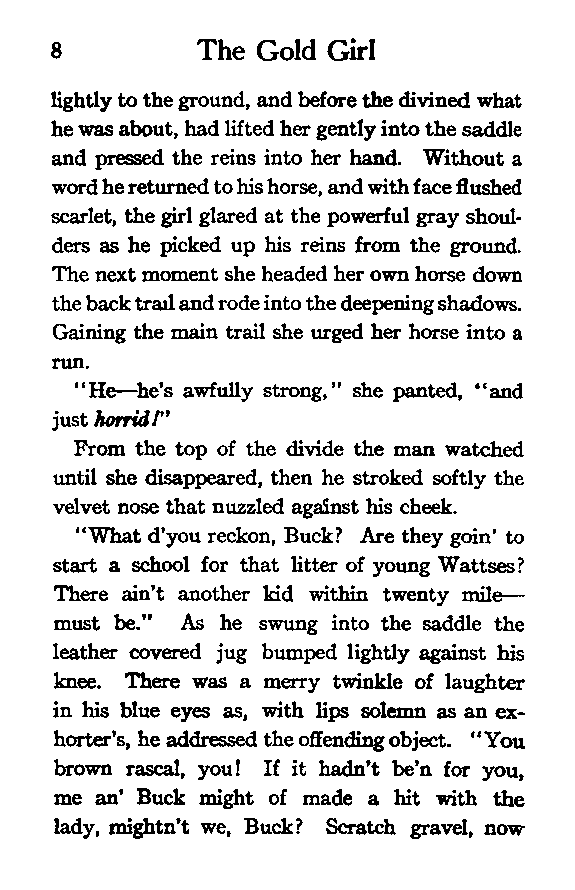 8 The Gold Girl
lightly to the ground, and before the divined what
he was about, had lifted her gently into the saddle
and pressed the reins into her hand. Without a
word he returned to his horse, and with face flushed
scarlet, the girl glared at the powerful gray shoul-
ders as he picked up his reins from the ground.
The next moment she headed her own horse down
the back trail and rode into the deepening shadows.
Gaining the main trail she urged her horse into a
run.
"He—he's awfully strong," she panted, "and
just horrid!"
From the top of the divide the man watched
until she disappeared, then he stroked softly the
velvet nose that nuzzled against his cheek.
"What d'you reckon, Buck? Are they goin' to
start a school for that litter of young Wattses?
There ain't another kid within twenty mile—
must be." As he swung into the saddle the
leather covered jug bumped lightly against his
knee. There was a merry twinkle of laughter
in his blue eyes as, with lips solemn as an ex-
horter's, he addressed the offending object. "You
brown rascal, you! If it hadn't be'n for you,
me an' Buck might of made a hit with the
lady, mightn't we, Buck? Scratch gravel, now